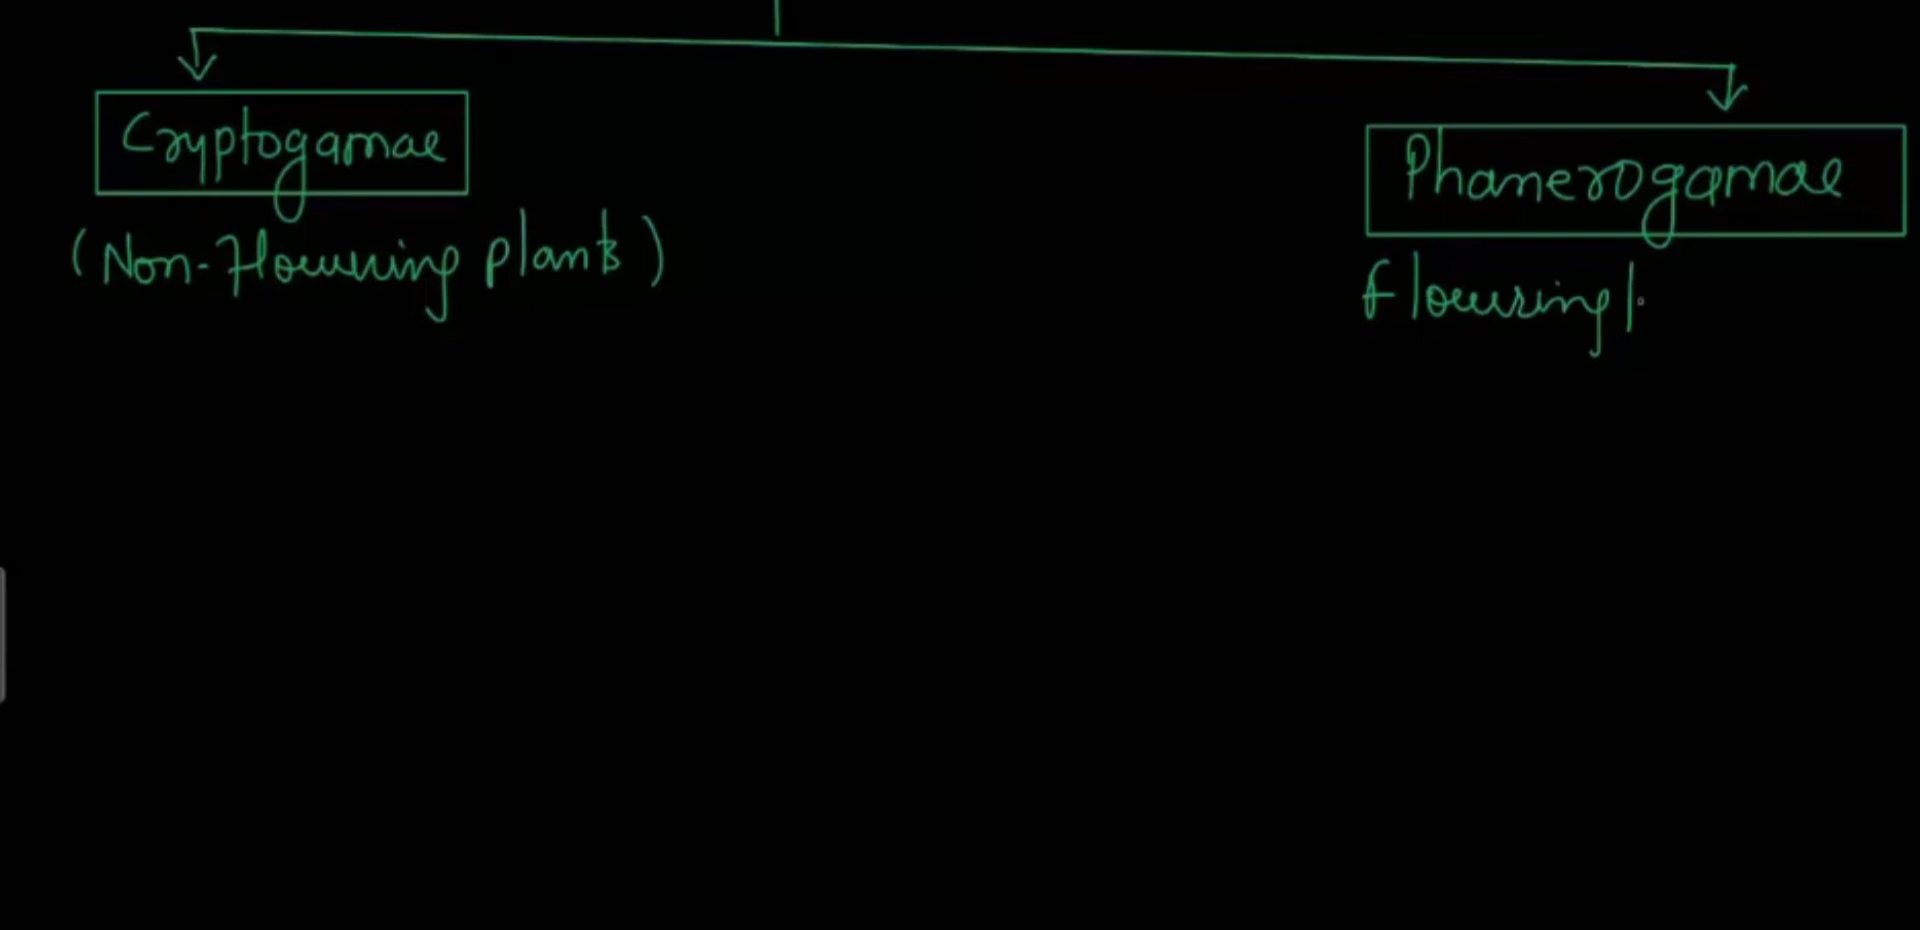 Cryptogamae
(Non-Flowering plants)
Phanerogamae
Flowering